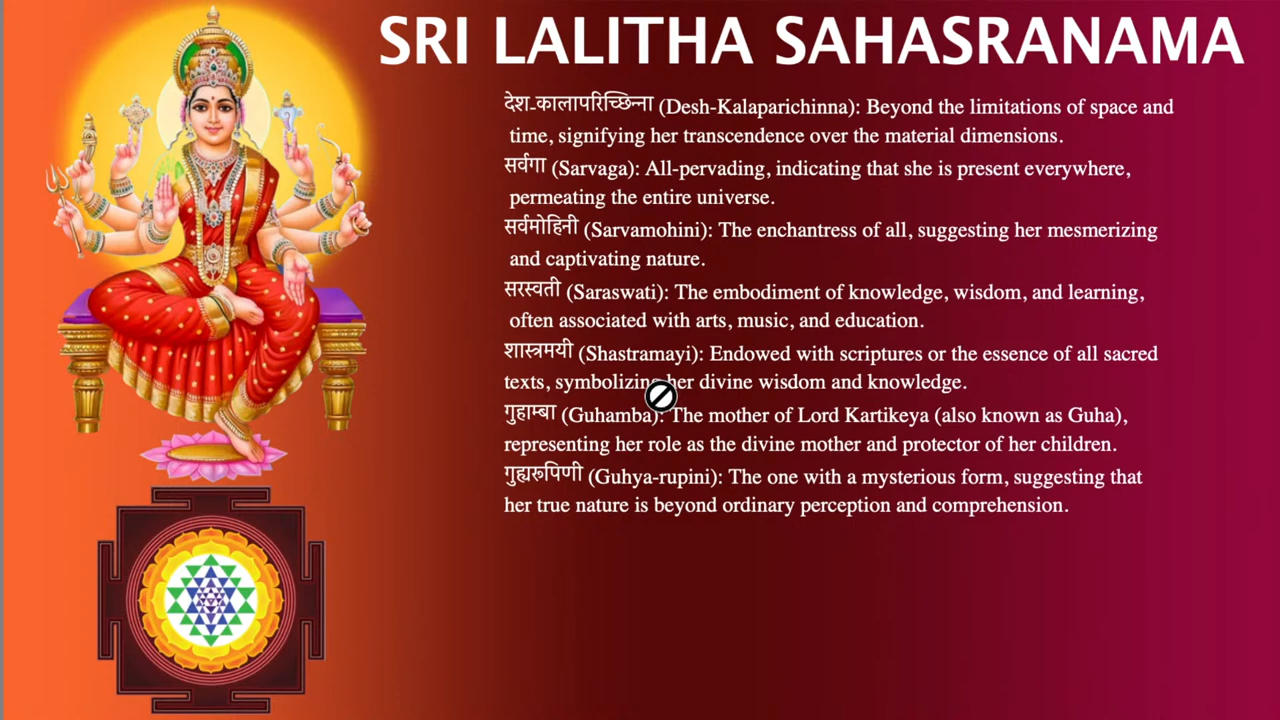 SRI LALITHA SAHASRANAMA
देश-कालापरिच्छिन्ना (Desh-Kalaparichinna): Beyond the limitations of space and
time, signifying her transcendence over the material dimensions.
सर्वगा (Sarvaga): All-pervading, indicating that she is present everywhere,
permeating the entire universe.
सर्वमोहिनी (Sarvamohini): The enchantress of all, suggesting her mesmerizing
and captivating nature.
सरस्वती (Saraswati): The embodiment of knowledge, wisdom, and learning,
often associated with arts, music, and education.
शास्त्रमयी (Shastramayi): Endowed with scriptures or the essence of all sacred
texts, symbolizing her divine wisdom and knowledge.
गुहाम्बा (Guhamba): The mother of Lord Kartikeya (also known as Guha),
representing her role as the divine mother and protector of her children.
गुह्यरूपिणी (Guhya-rupini): The one with a mysterious form, suggesting that
her true nature is beyond ordinary perception and comprehension.